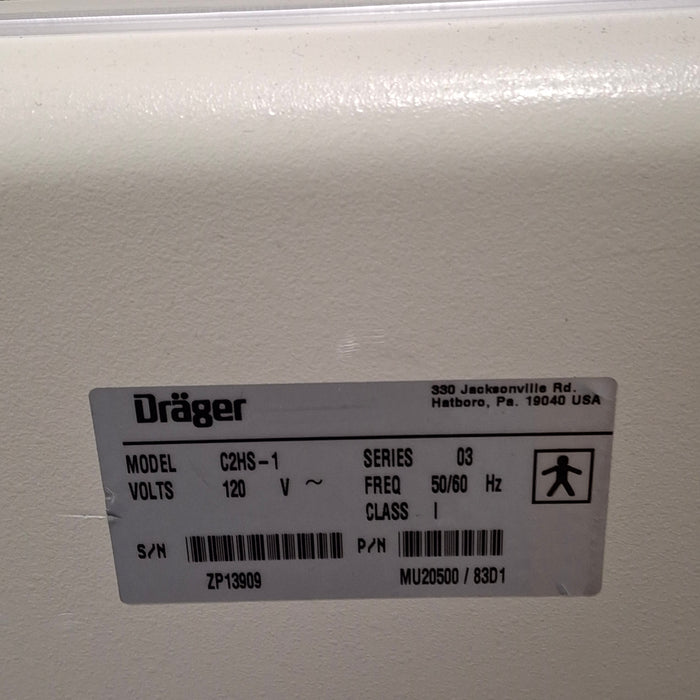 Dräger
330 Jacksonville Rd.
Hatboro, Pa. 19040 USA
MODEL C2HS-1 SERIES 03
VOLTS 120 V ~ FREQ 50/60 Hz
CLASS I
S/N P/N
ZP13909 MU20500 / 83D1